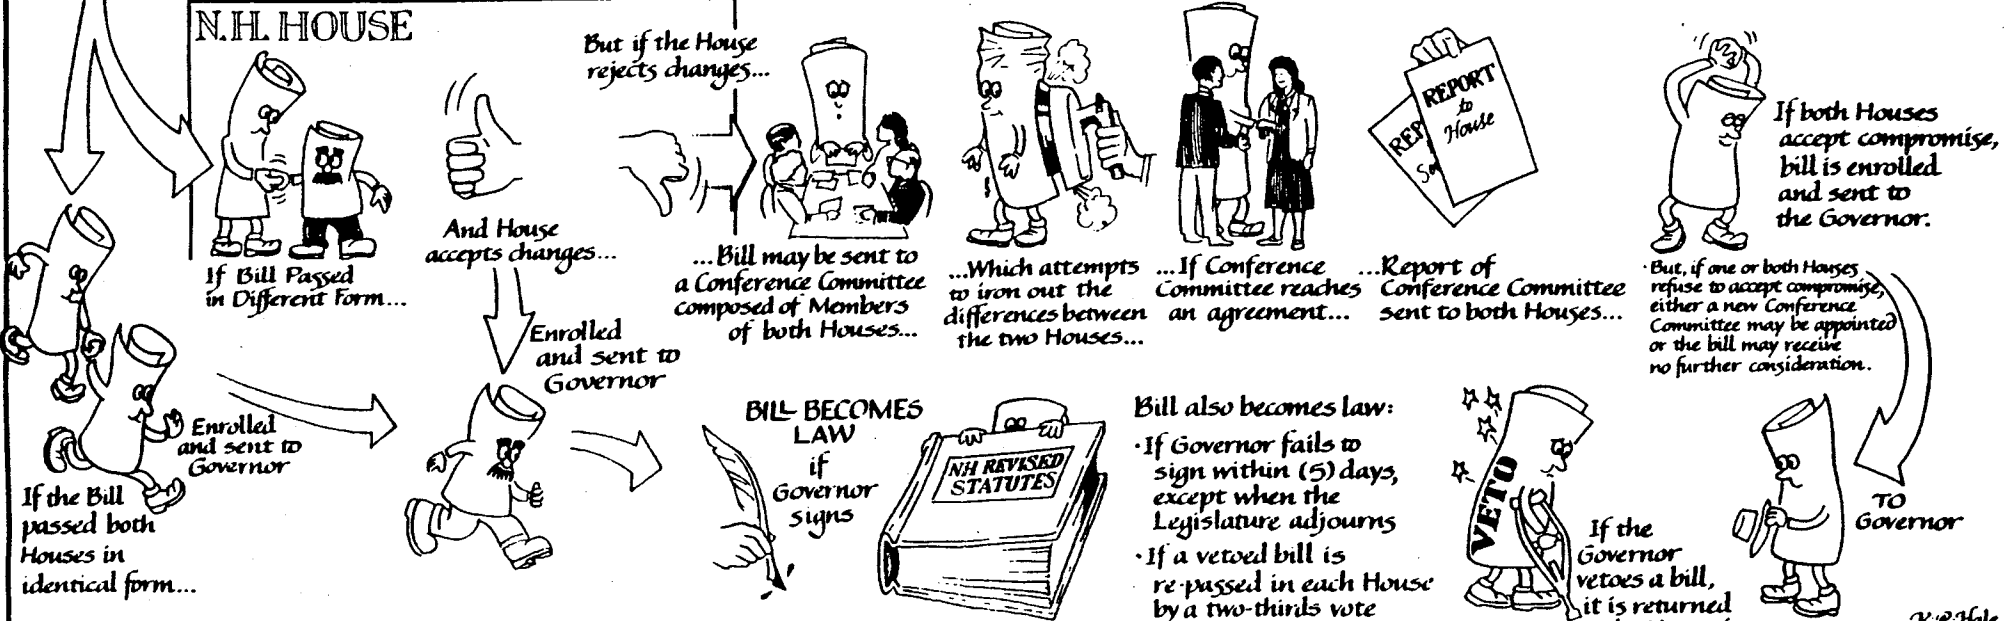 N.H. HOUSE
If Bill Passed
in Different Form...
And House
accepts changes...
But if the House
rejects changes...
...Bill may be sent to
a Conference Committee
composed of Members
of both Houses...
...Which attempts
to iron out the
differences between
the two Houses...
...If Conference
Committee reaches
an agreement...
REPORT
to
House
REP
...Report of
Conference Committee
sent to both Houses...
If both Houses
accept compromise,
bill is enrolled
and sent to
the Governor.
·But, if one or both Houses
refuse to accept compromise,
either a new Conference
Committee may be appointed
or the bill may receive
no further consideration.
Enrolled
and sent to
Governor
If the Bill
passed both
Houses in
identical form...
Enrolled
and sent to
Governor
BILL BECOMES
LAW
if
Governor
signs
NH REVISED
STATUTES
Bill also becomes law:
·If Governor fails to
sign within (5) days,
except when the
Legislature adjourns
·If a vetoed bill is
re-passed in each House
by a two-thirds vote
VETO
If the
Governor
vetoes a bill,
it is returned
TO
Governor